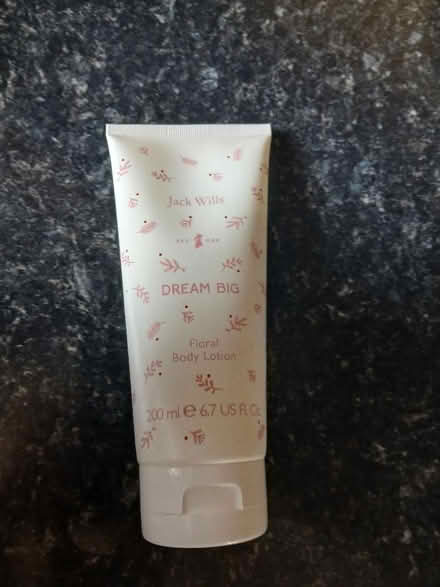 Jack Wills
DREAM BIG
Floral
Body Lotion
200 ml e 6.7 US Fl. Oz